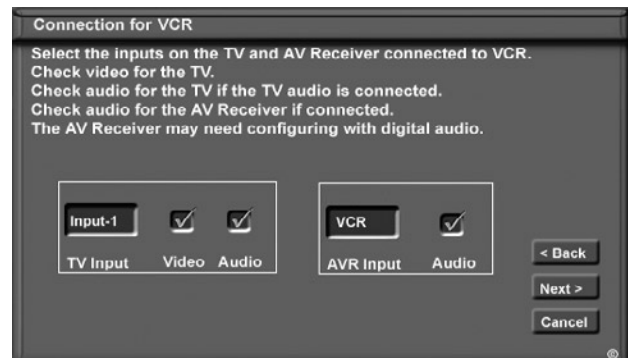 Connection for VCR
Select the inputs on the TV and AV Receiver connected to VCR.
Check video for the TV.
Check audio for the TV if the TV audio is connected.
Check audio for the AV Receiver if connected.
The AV Receiver may need configuring with digital audio.
Input-1
TV Input Video Audio
VCR
AVR Input Audio
< Back
Next >
Cancel
©